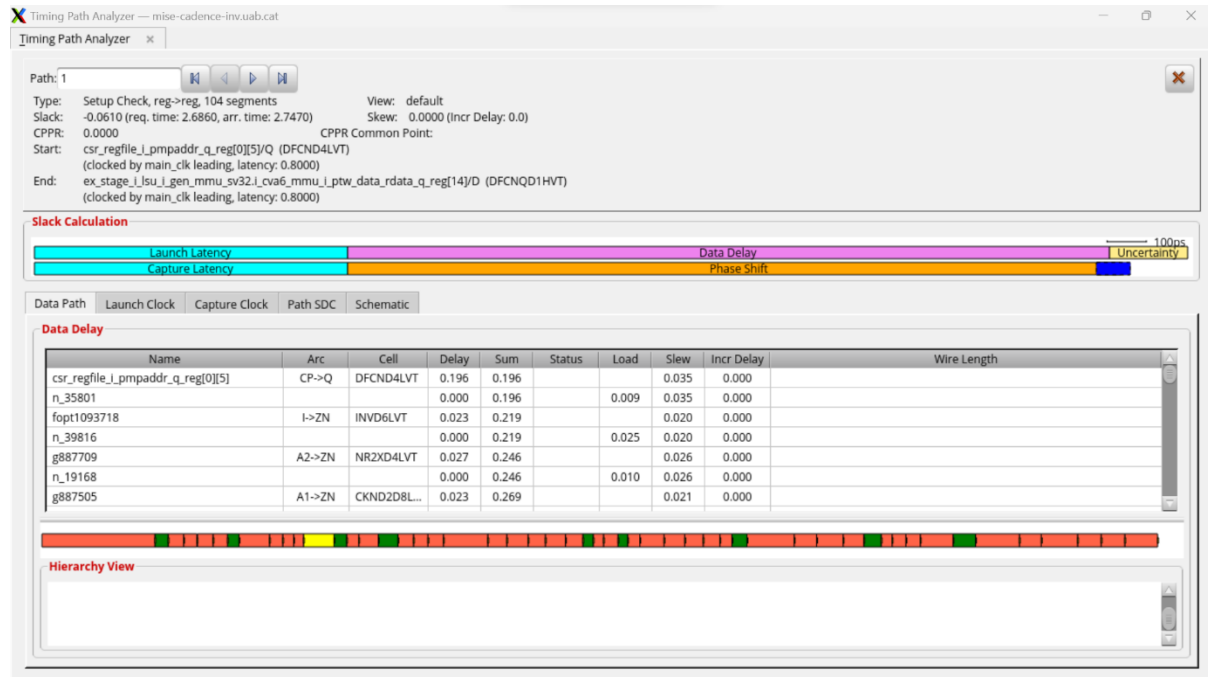 Timing Path Analyzer — mise-cadence-inv.uab.cat
Timing Path Analyzer
Path: 1
Type: Setup Check, reg->reg, 104 segments View: default
Slack: -0.0610 (req. time: 2.6860, arr. time: 2.7470) Skew: 0.0000 (Incr Delay: 0.0)
CPPR: 0.0000 CPPR Common Point:
Start: csr_regfile_i_pmpaddr_q_reg[0][5]/Q (DFCND4LVT)
(clocked by main_clk leading, latency: 0.8000)
End: ex_stage_i_lsu_i_gen_mmu_sv32.i_cva6_mmu_i_ptw_data_rdata_q_reg[14]/D (DFCNQD1HVT)
(clocked by main_clk leading, latency: 0.8000)
Slack Calculation
100ps
Launch Latency Data Delay Uncertainty
Capture Latency Phase Shift
Data Path Launch Clock Capture Clock Path SDC Schematic
Data Delay
Name Arc Cell Delay Sum Status Load Slew Incr Delay Wire Length
csr_regfile_i_pmpaddr_q_reg[0][5] CP->Q DFCND4LVT 0.196 0.196 0.035 0.000
n_35801 0.000 0.196 0.009 0.035 0.000
fopt1093718 I->ZN INVD6LVT 0.023 0.219 0.020 0.000
n_39816 0.000 0.219 0.025 0.020 0.000
g887709 A2->ZN NR2XD4LVT 0.027 0.246 0.026 0.000
n_19168 0.000 0.246 0.010 0.026 0.000
g887505 A1->ZN CKND2D8L... 0.023 0.269 0.021 0.000
Hierarchy View